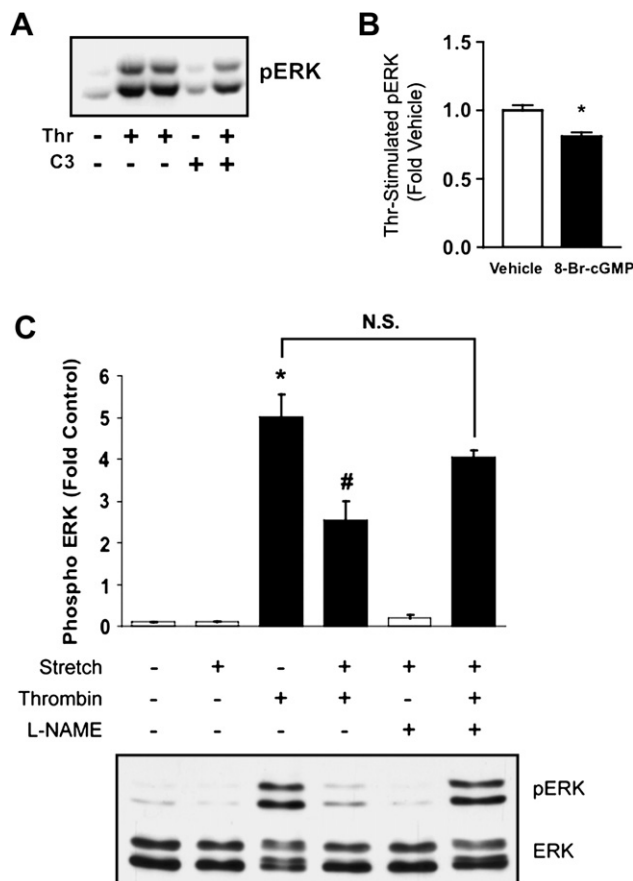 A
pERK
Thr - + + - +
C3 + +
B
Thr-Stimulated pERK
(Fold Vehicle)
1.5
1.0
0.5
0.0
*
Vehicle 8-Br-cGMP
C
N.S.
Phospho ERK (Fold Control)
6
5
4
3
2
1
0
*
#
Stretch - + - + + +
Thrombin - - + + - +
L-NAME - - - - + +
pERK
ERK